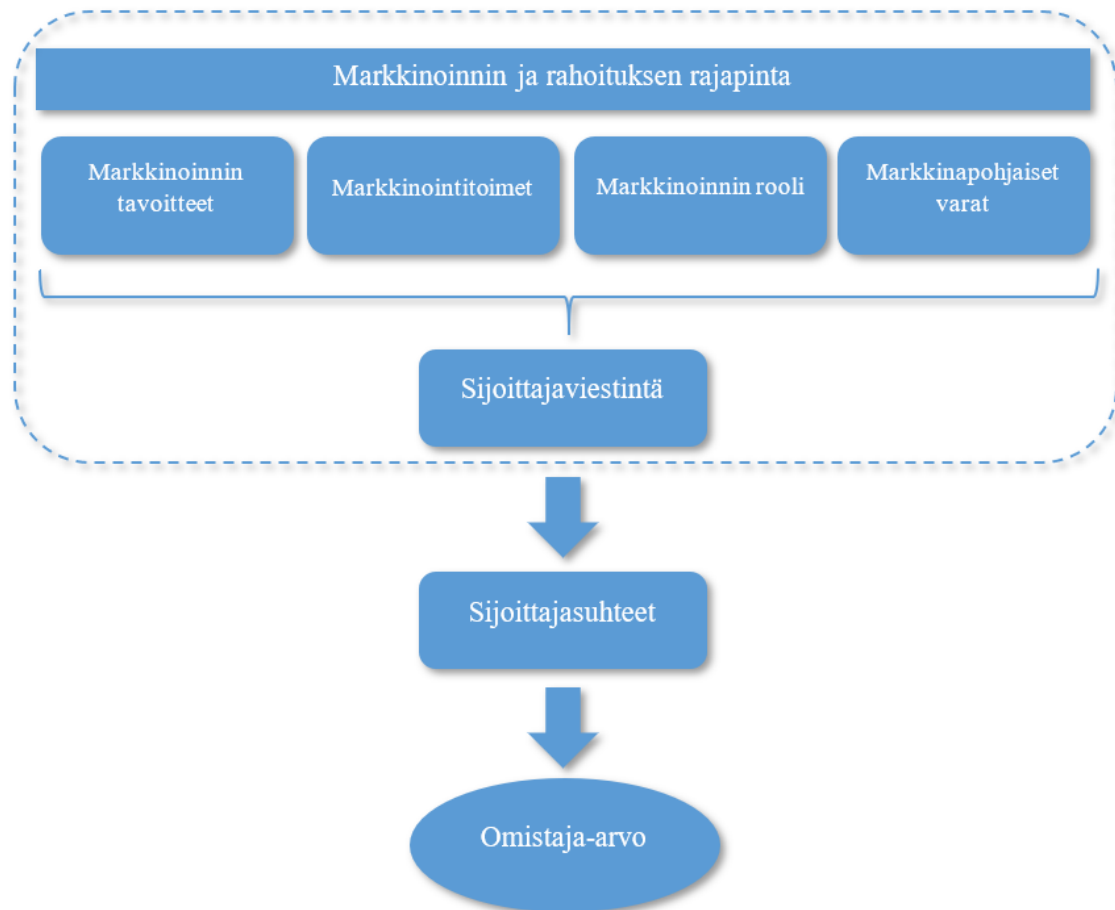 Markkinoinnin ja rahoituksen rajapinta
Markkinoinnin
tavoitteet
Markkinointitoimet
Markkinoinnin rooli
Markkinapohjaiset
varat
Sijoittajaviestintä
Sijoittajasuhteet
Omistaja-arvo